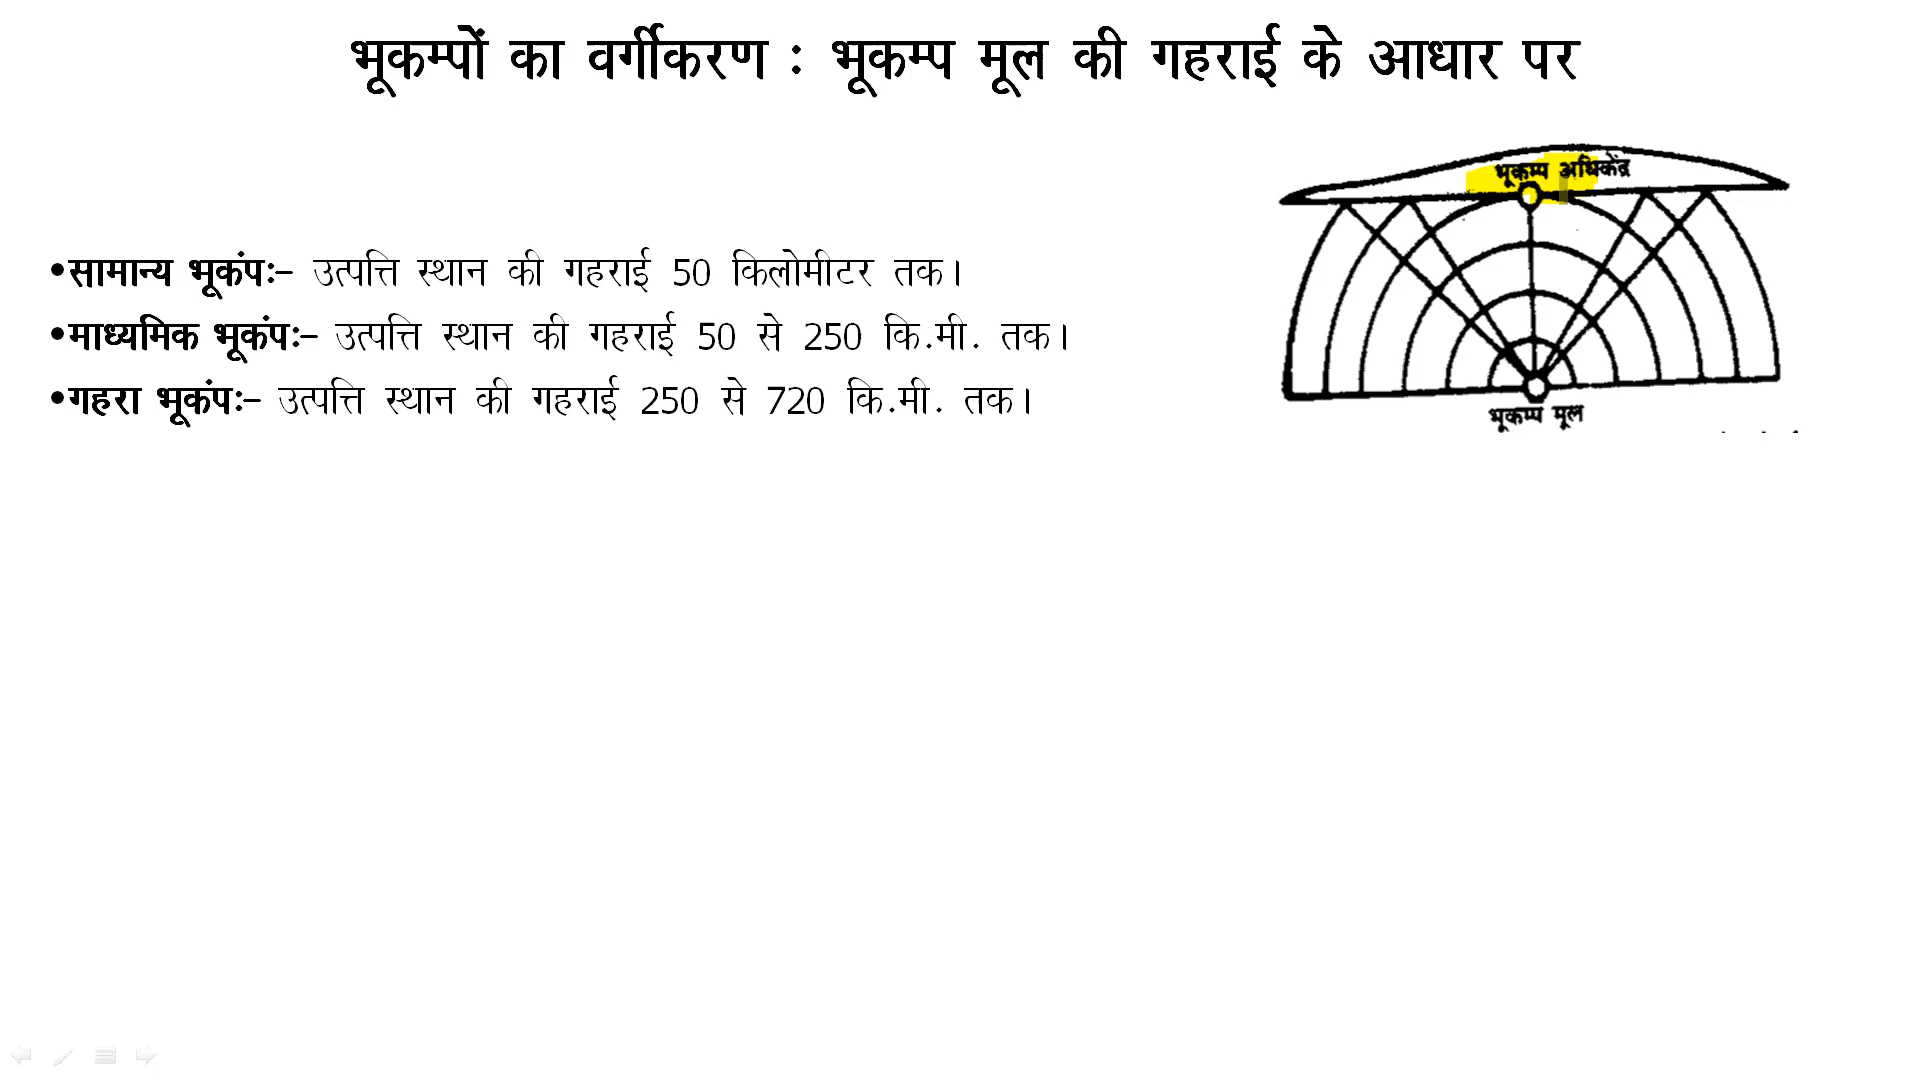 भूकम्पों का वर्गीकरण : भूकम्प मूल की गहराई के आधार पर
भूकम्प अधिकेंद्र
•सामान्य भूकंपः– उत्पत्ति स्थान की गहराई 50 किलोमीटर तक।
•माध्यमिक भूकंपः– उत्पत्ति स्थान की गहराई 50 से 250 कि.मी. तक।
•गहरा भूकंपः– उत्पत्ति स्थान की गहराई 250 से 720 कि.मी. तक।
भूकम्प मूल